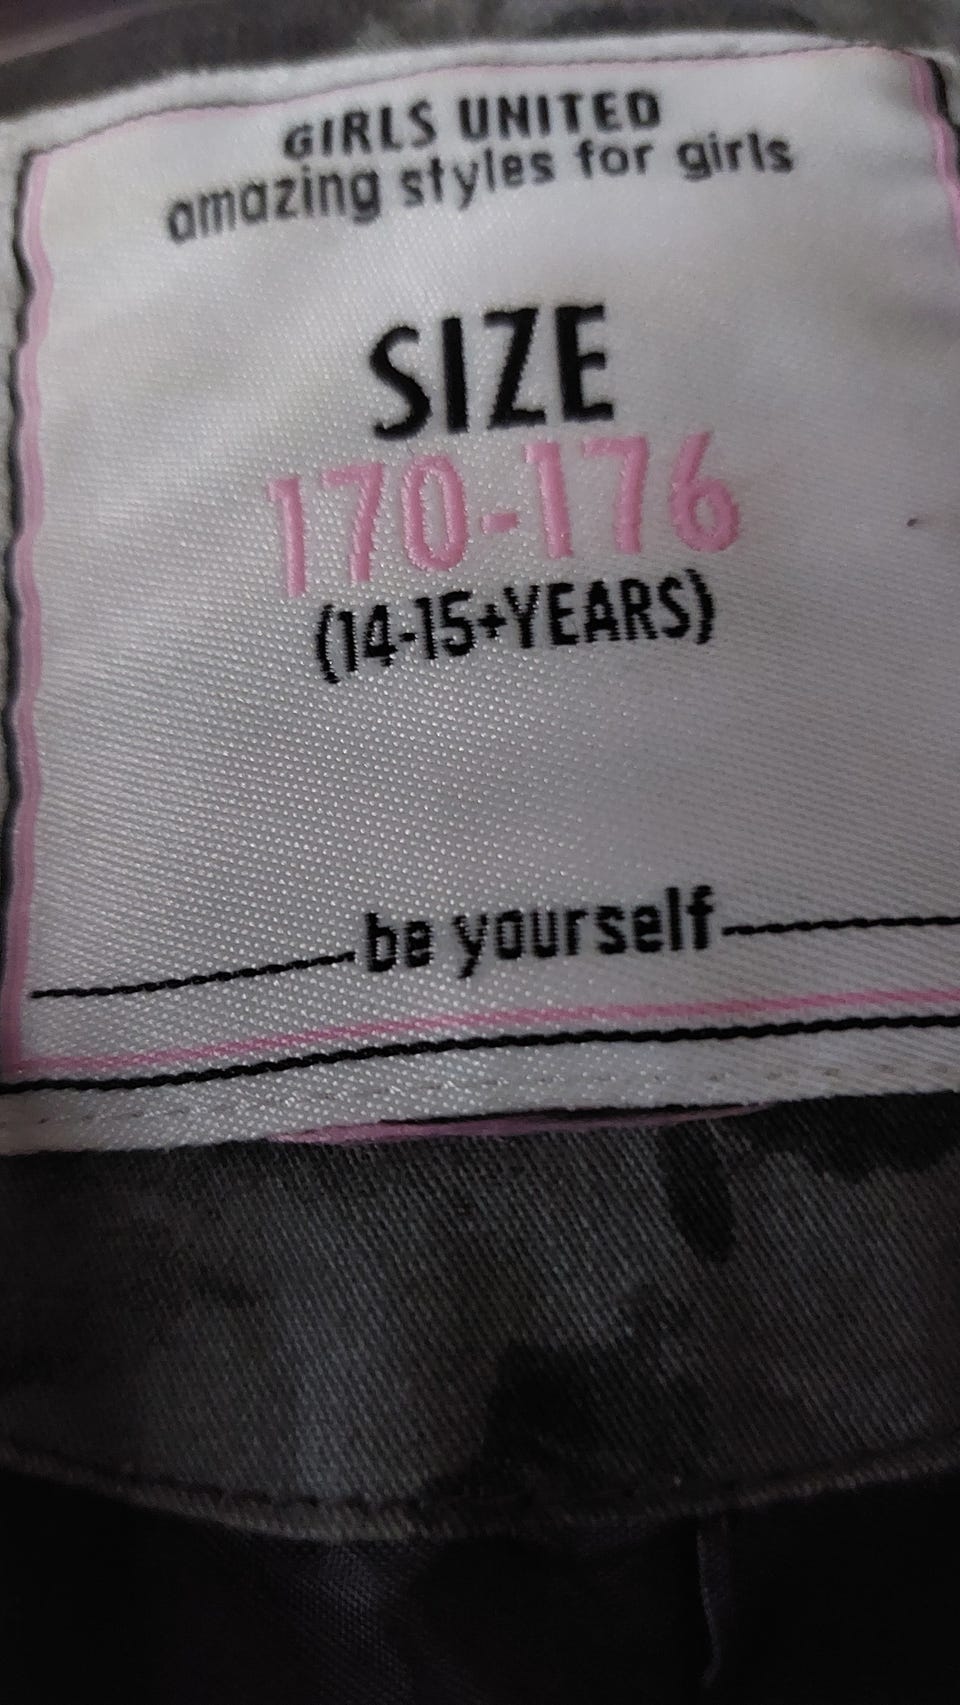 GIRLS UNITED
amazing styles for girls
SIZE
170-176
(14-15+YEARS)
be yourself